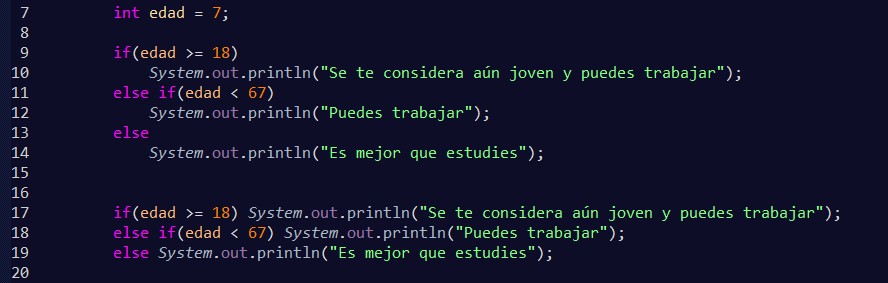 7 int edad = 7;
8
9 if(edad >= 18)
10 System.out.println("Se te considera aún joven y puedes trabajar");
11 else if(edad < 67)
12 System.out.println("Puedes trabajar");
13 else
14 System.out.println("Es mejor que estudies");
15
16
17 if(edad >= 18) System.out.println("Se te considera aún joven y puedes trabajar");
18 else if(edad < 67) System.out.println("Puedes trabajar");
19 else System.out.println("Es mejor que estudies");
20